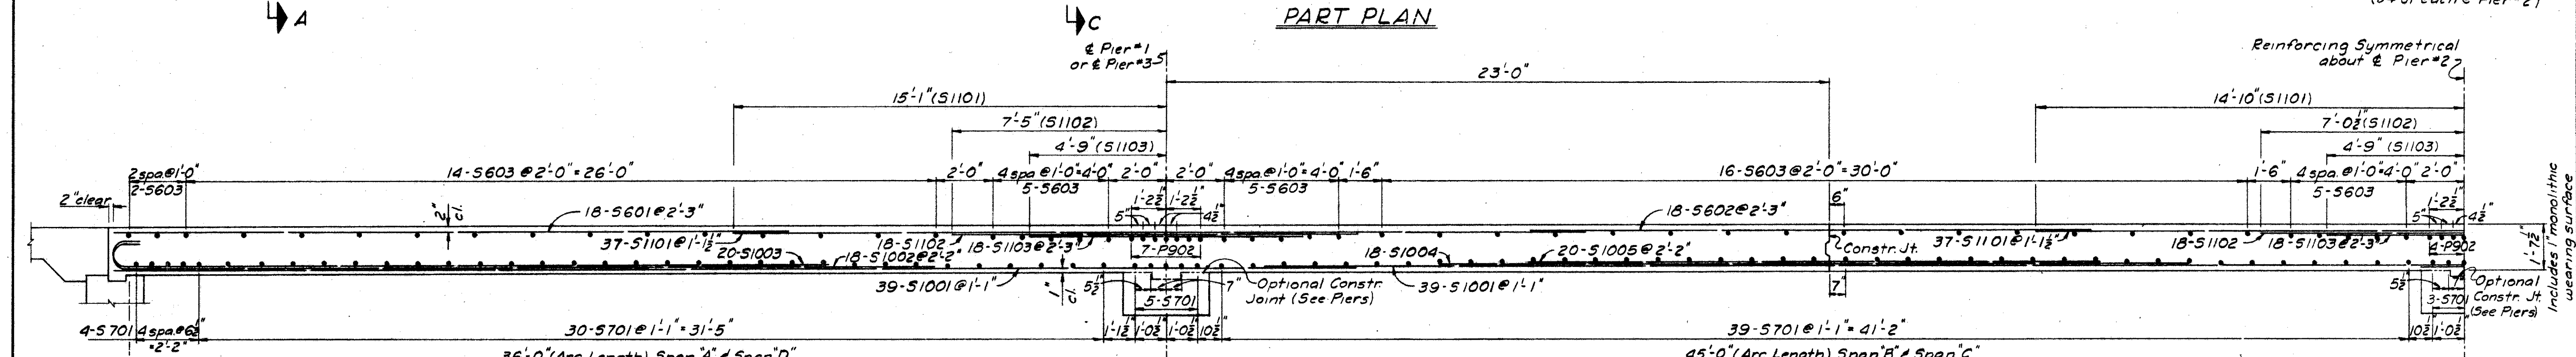 A
C
PART PLAN
(3+0f Each ¢ Pier #2)
℄ Pier #1
or ℄ Pier #3
Reinforcing Symmetrical
about ℄ Pier #2
23'-0"
15'-1" (S1101)
14'-10" (S1101)
7'-5" (S1102)
7'-0½" (S1102)
4'-9" (S1103)
4'-9" (S1103)
2 spa. @ 1'-0"
2-S603
14-S603 @ 2'-0" = 26'-0"
2'-0"
4 spa. @ 1'-0" = 4'-0"
5-S603
2'-0"
2'-0"
4 spa. @ 1'-0" = 4'-0"
5-S603
1'-6"
16-S603 @ 2'-0" = 30'-0"
1'-6"
4 spa. @ 1'-0" = 4'-0"
5-S603
2'-0"
2" clear
2" cl.
1'-2½"
1'-2½"
5"
4½"
6"
1'-2½"
5"
4½"
18-S601 @ 2'-3"
18-S602 @ 2'-3"
37-S1101 @ 1'-1½"
18-S1102
18-S1103 @ 2'-3"
7-P902
Constr. Jt.
37-S1101 @ 1'-1½"
18-S1102
18-S1103 @ 2'-3"
4-P902
1'-7½"
Includes 1" monolithic
wearing surface
20-S1003
18-S1002 @ 2'-2"
18-S1004
20-S1005 @ 2'-2"
39-S1001 @ 1'-1"
1" cl.
5½"
7"
5-S701
Optional Constr.
Joint (See Piers)
39-S1001 @ 1'-1"
7"
5½"
7"
3-S701
Optional
Constr. Jt.
(See Piers)
4-S701
4 spa. @ 6½"
= 2'-2"
30-S701 @ 1'-1" = 31'-5"
1'-1½"
1'-0½"
1'-0½"
10½"
39-S701 @ 1'-1" = 41'-2"
10½"
1'-0½"
36'-0" (Arc Length) Span "A" & Span "D"
45'-0" (Arc Length) Span "B" & Span "C"